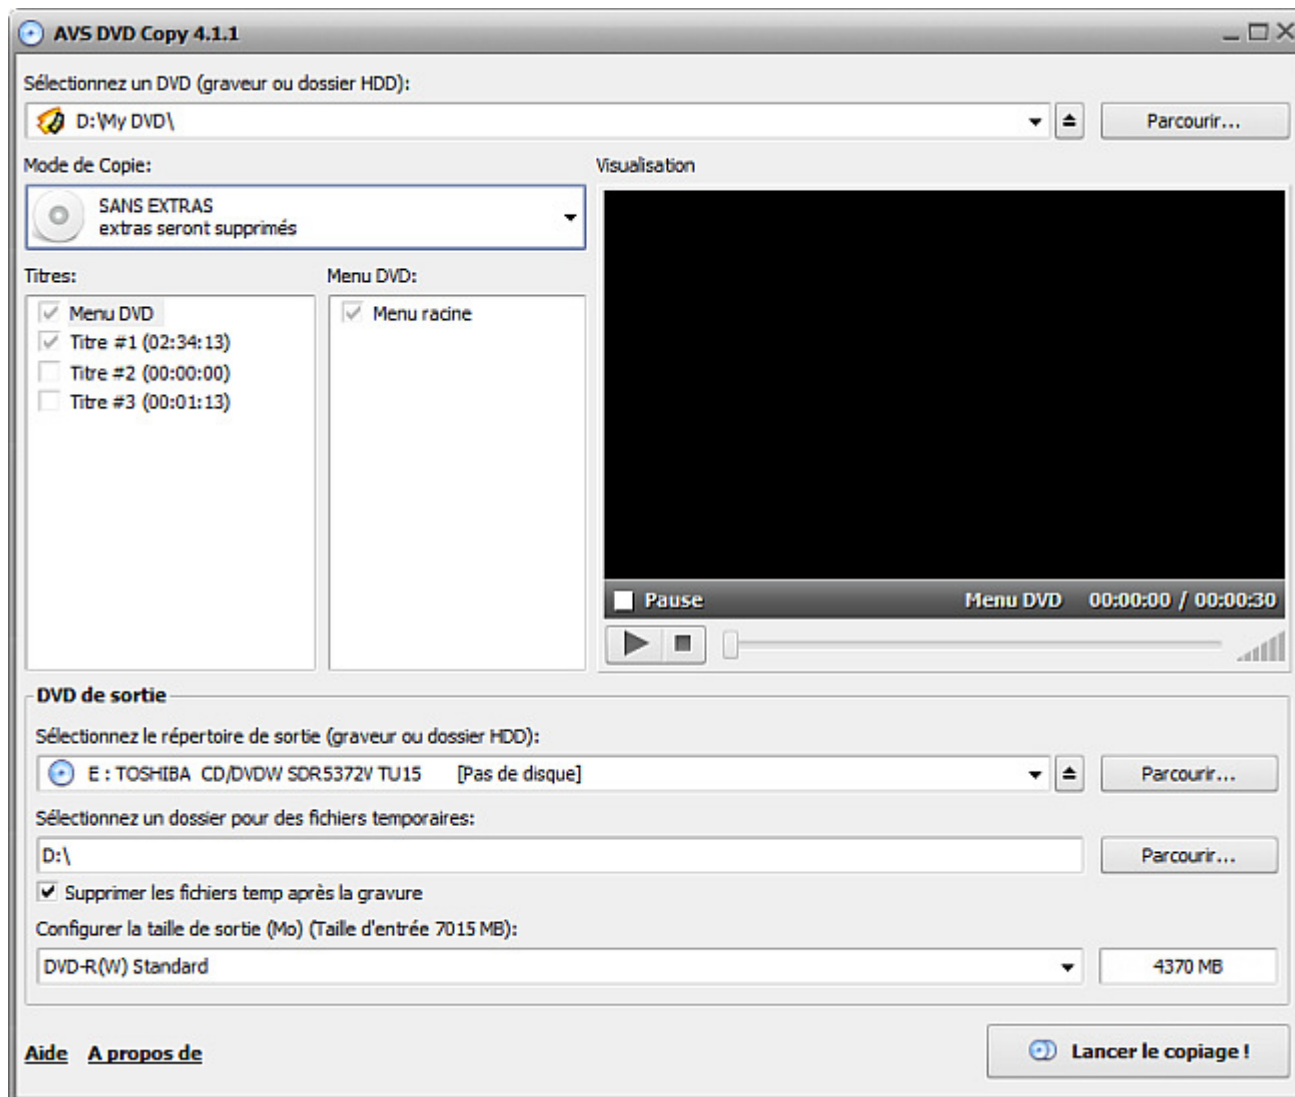 AVS DVD Copy 4.1.1
Sélectionnez un DVD (graveur ou dossier HDD):
D:\My DVD\
Parcourir...
Mode de Copie:
SANS EXTRAS
extras seront supprimés
Visualisation
Titres:
Menu DVD
Titre #1 (02:34:13)
Titre #2 (00:00:00)
Titre #3 (00:01:13)
Menu DVD:
Menu racine
Pause Menu DVD 00:00:00 / 00:00:30
DVD de sortie
Sélectionnez le répertoire de sortie (graveur ou dossier HDD):
E : TOSHIBA CD/DVDW SDR5372V TU15 [Pas de disque]
Parcourir...
Sélectionnez un dossier pour des fichiers temporaires:
D:\
Parcourir...
Supprimer les fichiers temp après la gravure
Configurer la taille de sortie (Mo) (Taille d'entrée 7015 MB):
DVD-R(W) Standard
4370 MB
Aide A propos de
Lancer le copiage !